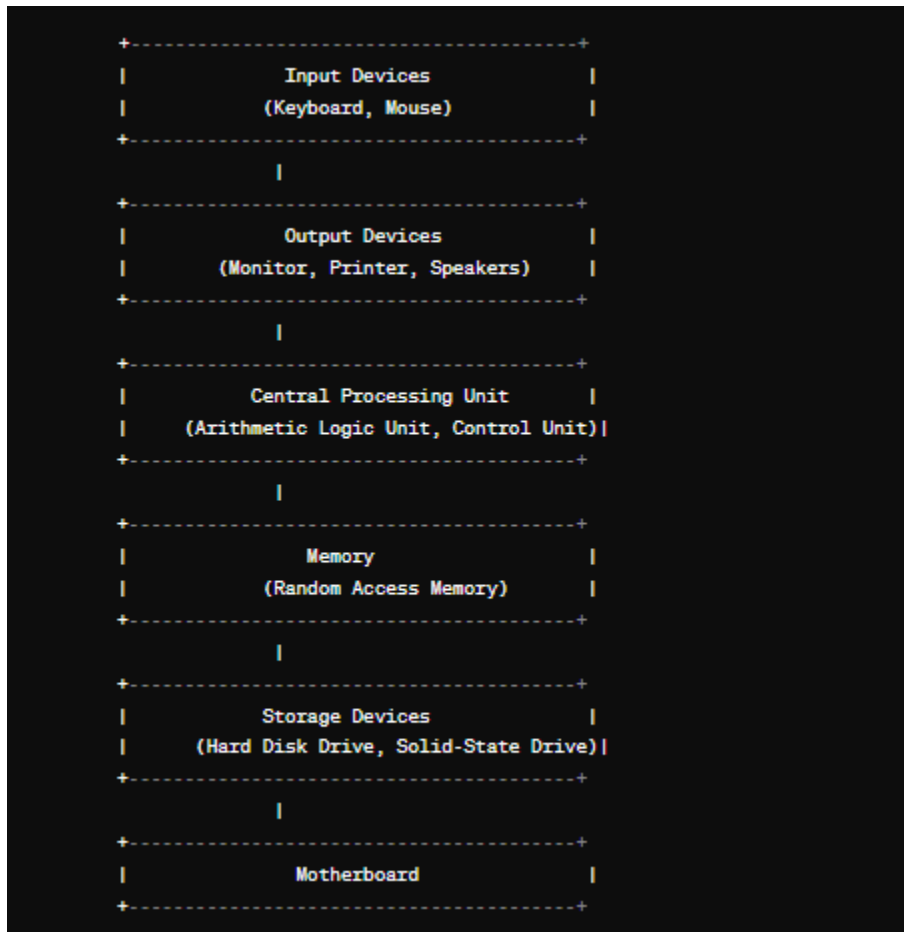 +----------------------------------------+
| Input Devices |
| (Keyboard, Mouse) |
+----------------------------------------+
|
+----------------------------------------+
| Output Devices |
| (Monitor, Printer, Speakers) |
+----------------------------------------+
|
+----------------------------------------+
| Central Processing Unit |
| (Arithmetic Logic Unit, Control Unit)|
+----------------------------------------+
|
+----------------------------------------+
| Memory |
| (Random Access Memory) |
+----------------------------------------+
|
+----------------------------------------+
| Storage Devices |
| (Hard Disk Drive, Solid-State Drive)|
+----------------------------------------+
|
+----------------------------------------+
| Motherboard |
+----------------------------------------+